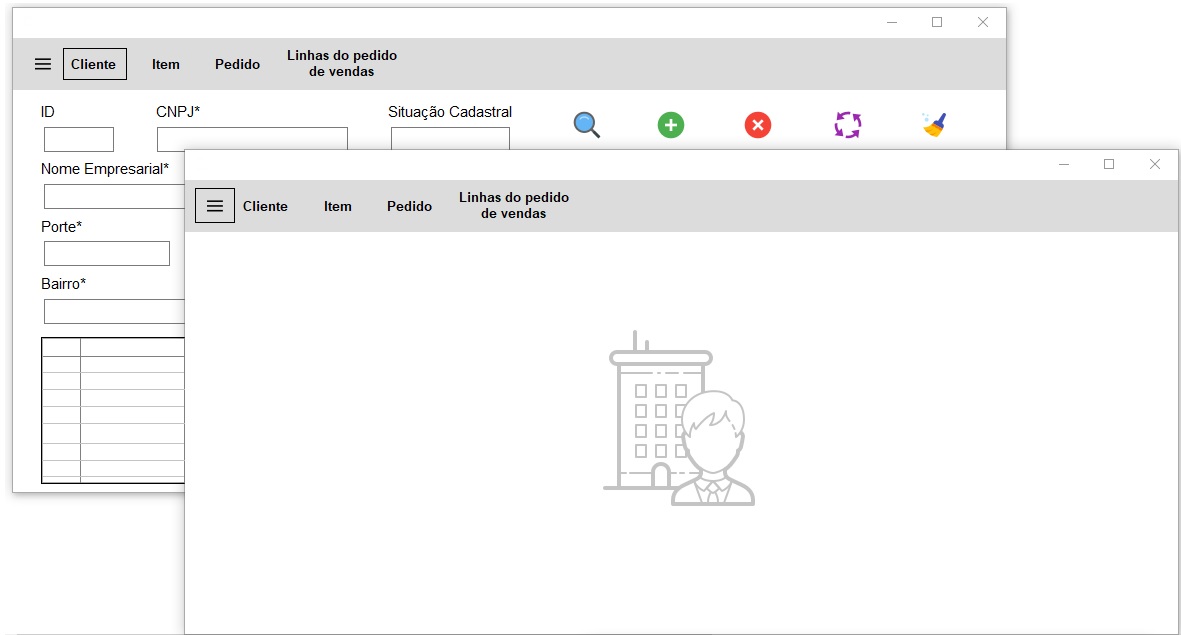 Cliente Item Pedido Linhas do pedido
de vendas
ID CNPJ* Situação Cadastral
Nome Empresarial*
Porte*
Bairro*
Cliente Item Pedido Linhas do pedido
de vendas